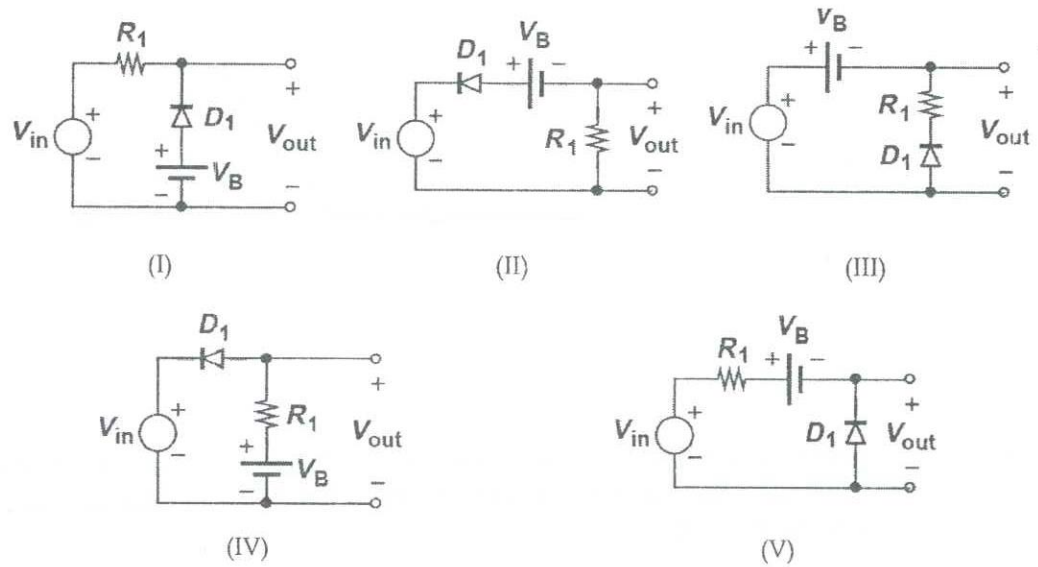 R1
D1
Vin
+
−
+
−
VB
+
Vout
−
(I)
D1
VB
+ −
Vin
+
−
R1
+
Vout
−
(II)
VB
+ −
Vin
+
−
R1
D1
+
Vout
−
(III)
D1
Vin
+
−
R1
+
−
VB
+
Vout
−
(IV)
R1
VB
+ −
Vin
+
−
D1
+
Vout
−
(V)